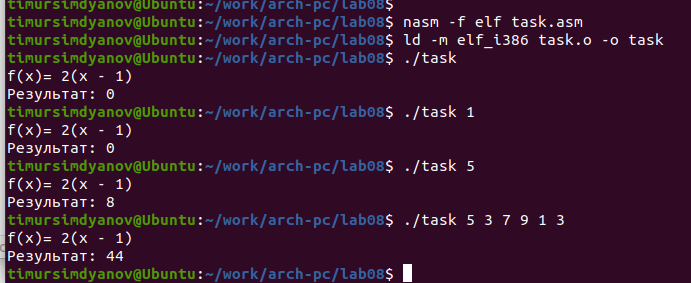 timursimdyanov@Ubuntu:~/work/arch-pc/lab08$
timursimdyanov@Ubuntu:~/work/arch-pc/lab08$ nasm -f elf task.asm
timursimdyanov@Ubuntu:~/work/arch-pc/lab08$ ld -m elf_i386 task.o -o task
timursimdyanov@Ubuntu:~/work/arch-pc/lab08$ ./task
f(x)= 2(x - 1)
Результат: 0
timursimdyanov@Ubuntu:~/work/arch-pc/lab08$ ./task 1
f(x)= 2(x - 1)
Результат: 0
timursimdyanov@Ubuntu:~/work/arch-pc/lab08$ ./task 5
f(x)= 2(x - 1)
Результат: 8
timursimdyanov@Ubuntu:~/work/arch-pc/lab08$ ./task 5 3 7 9 1 3
f(x)= 2(x - 1)
Результат: 44
timursimdyanov@Ubuntu:~/work/arch-pc/lab08$